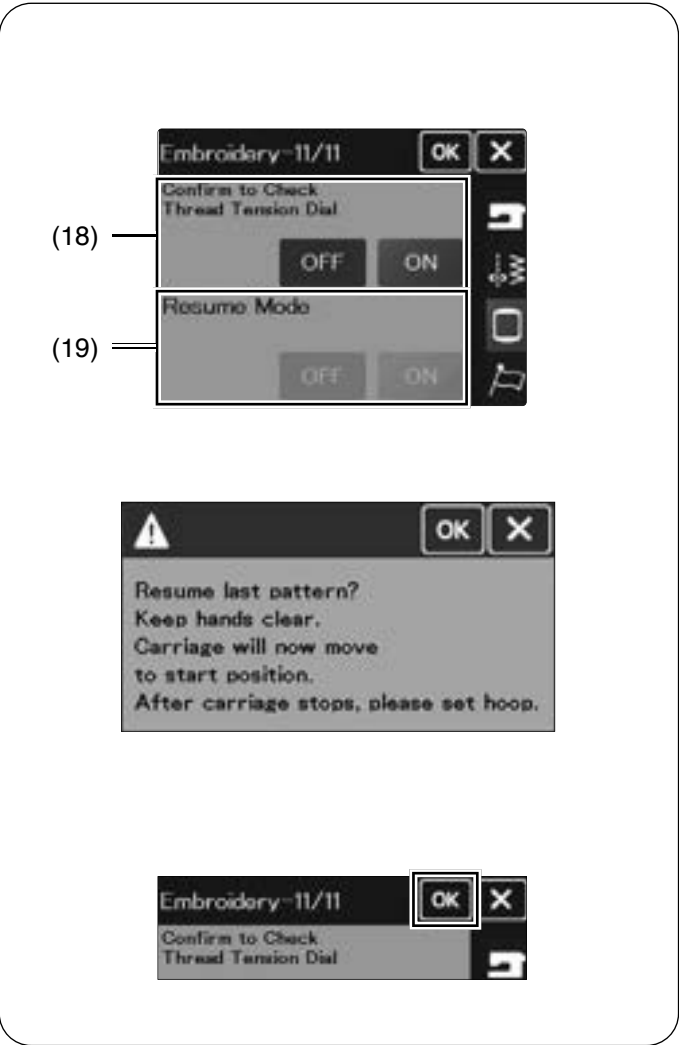 Embroidery-11/11 OK X
Confirm to Check
Thread Tension Dial
(18)
OFF ON
Resume Mode
(19)
OFF ON
OK X
Resume last pattern?
Keep hands clear.
Carriage will now move
to start position.
After carriage stops, please set hoop.
Embroidery-11/11 OK X
Confirm to Check
Thread Tension Dial